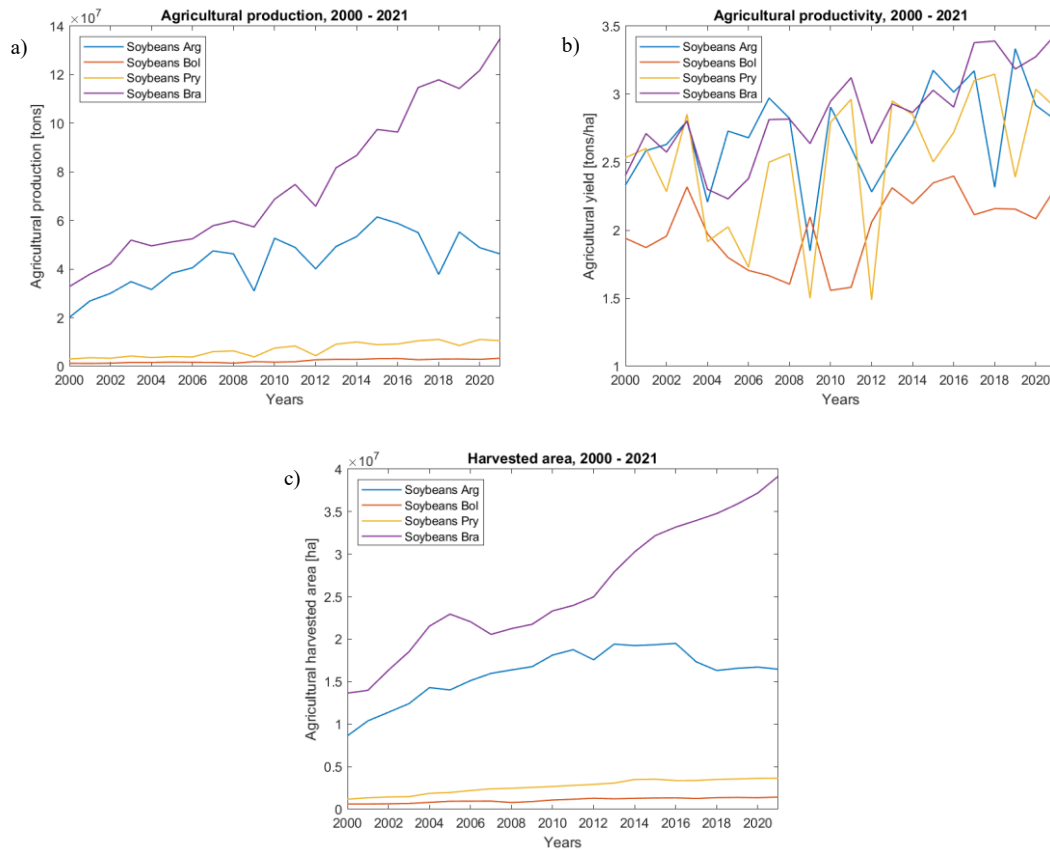 a)
Agricultural production, 2000 - 2021
×10⁷
Agricultural production [tons]
14
12
10
8
6
4
2
0
Soybeans Arg
Soybeans Bol
Soybeans Pry
Soybeans Bra
2000 2002 2004 2006 2008 2010 2012 2014 2016 2018 2020
Years
b)
Agricultural productivity, 2000 - 2021
Agricultural yield [tons/ha]
3.5
3
2.5
2
1.5
1
Soybeans Arg
Soybeans Bol
Soybeans Pry
Soybeans Bra
2000 2002 2004 2006 2008 2010 2012 2014 2016 2018 2020
Years
c)
Harvested area, 2000 - 2021
×10⁷
Agricultural harvested area [ha]
4
3.5
3
2.5
2
1.5
1
0.5
0
Soybeans Arg
Soybeans Bol
Soybeans Pry
Soybeans Bra
2000 2002 2004 2006 2008 2010 2012 2014 2016 2018 2020
Years